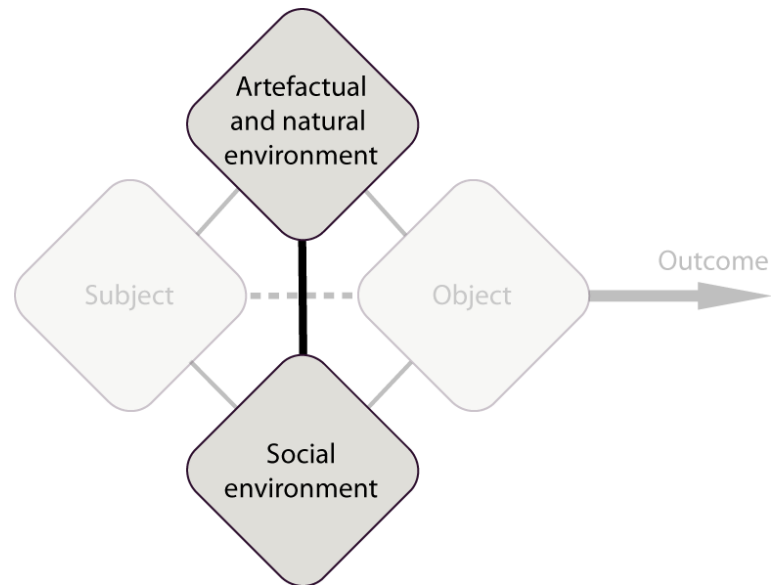 Artefactual
and natural
environment
Outcome
Subject
Object
Social
environment